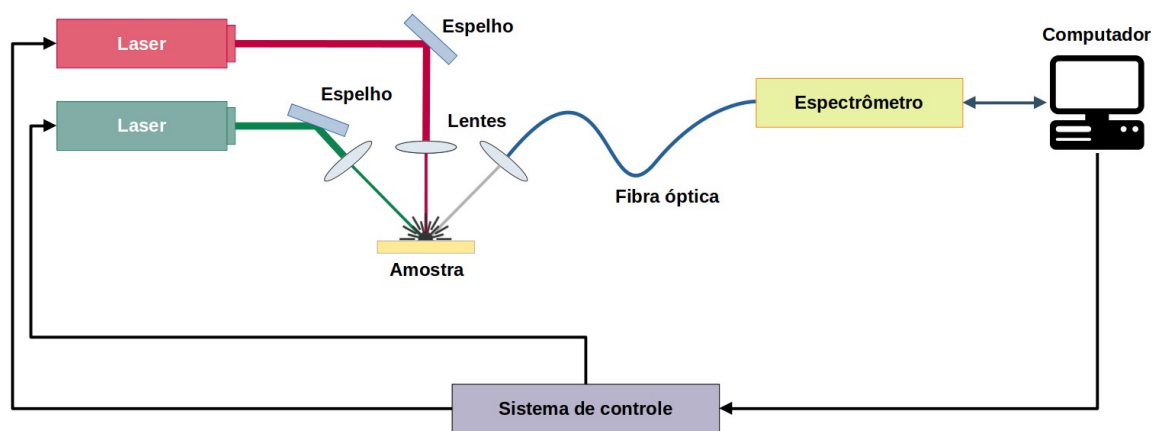 Espelho
Laser
Computador
Espelho
Laser
Lentes
Espectrômetro
Fibra óptica
Amostra
Sistema de controle